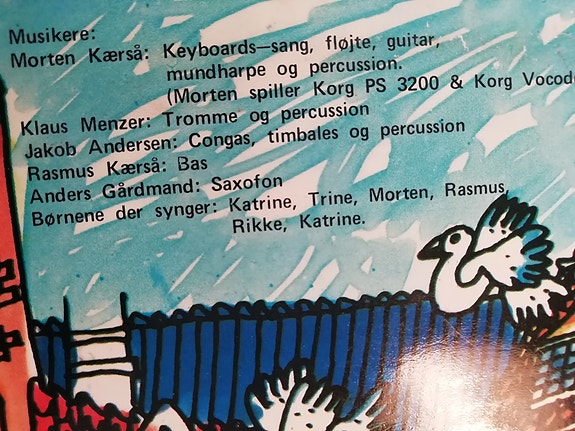 Musikere:
Morten Kærså: Keyboards—sang, fløjte, guitar,
mundharpe og percussion.
(Morten spiller Korg PS 3200 & Korg
Klaus Menzer: Tromme og percussion
Jakob Andersen: Congas, timbales og percussion
Rasmus Kærså: Bas
Anders Gårdmand: Saxofon
Børnene der synger: Katrine, Trine, Morten, Rasmus,
Rikke, Katrine.